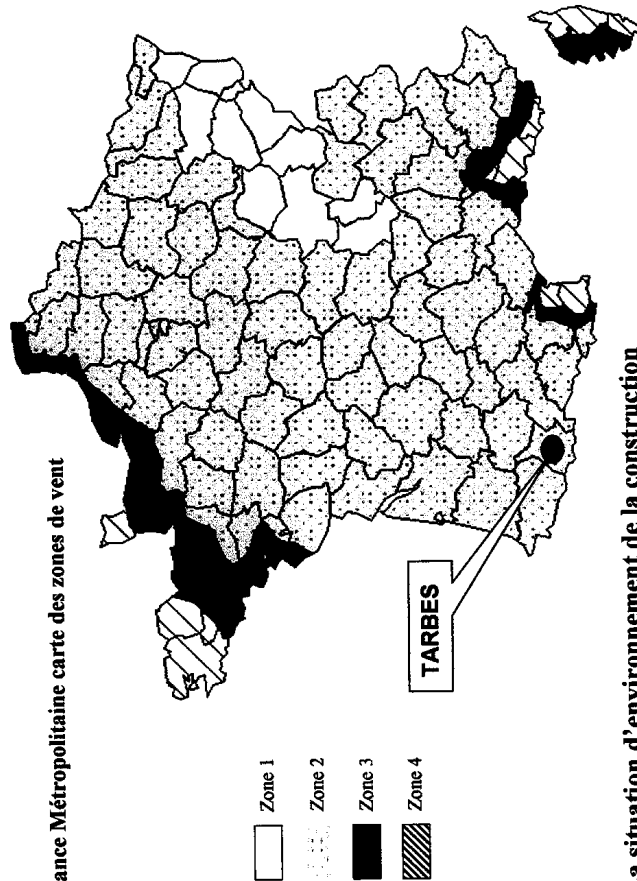 ance Métropolitaine carte des zones de vent
Zone 1
Zone 2
Zone 3
Zone 4
TARBES
a situation d'environnement de la construction